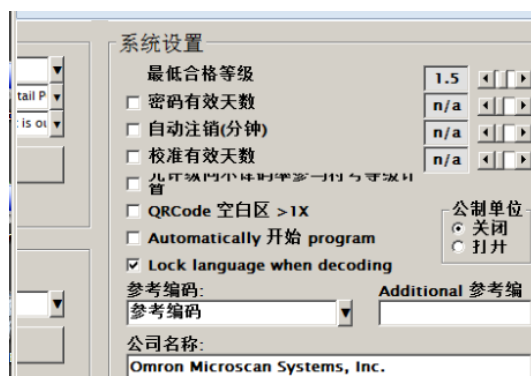 系统设置
最低合格等级 1.5
tail P
密码有效天数 n/a
is ou
自动注销(分钟) n/a
校准有效天数 n/a
QRCode 空白区 >1X
公制单位
关闭
Automatically 开始 program
打开
Lock language when decoding
参考编码: Additional 参考编
参考编码
公司名称:
Omron Microscan Systems, Inc.